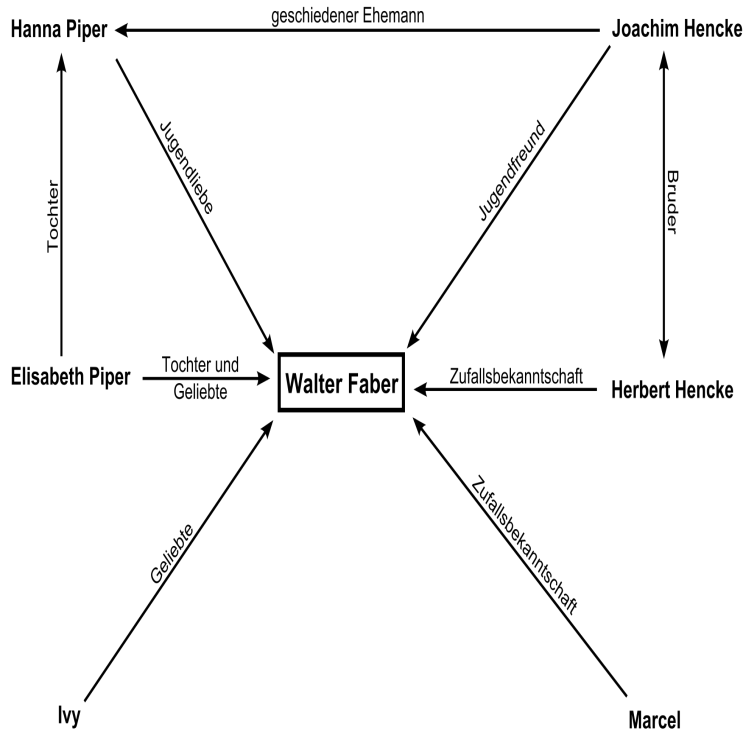 geschiedener Ehemann
Hanna Piper
Joachim Hencke
Jugendliebe
Jugendfreund
Tochter
Bruder
Elisabeth Piper
Tochter und
Geliebte
Walter Faber
Zufallsbekanntschaft
Herbert Hencke
Geliebte
Zufallsbekanntschaft
Ivy
Marcel